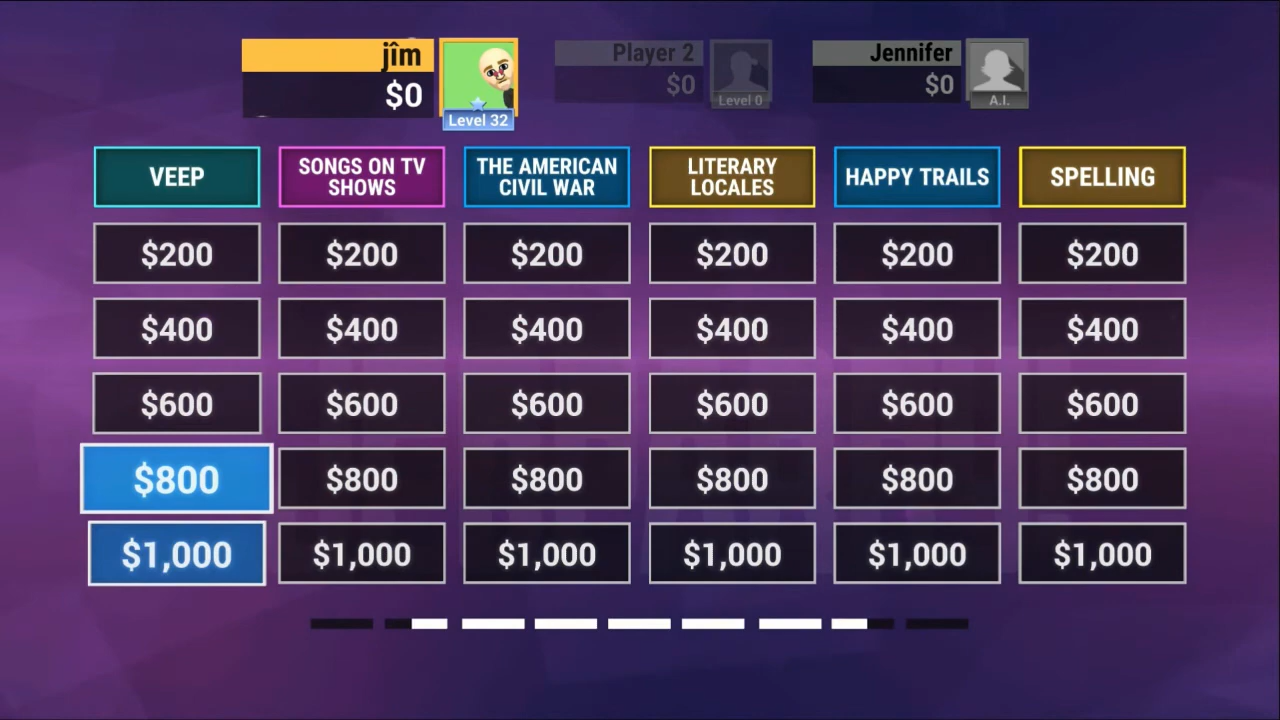 jîm
$0
Level 32
Player 2
$0
Level 0
Jennifer
$0
A.I.
VEEP
SONGS ON TV
SHOWS
THE AMERICAN
CIVIL WAR
LITERARY
LOCALES
HAPPY TRAILS
SPELLING
$200 $200 $200 $200 $200 $200
$400 $400 $400 $400 $400 $400
$600 $600 $600 $600 $600 $600
$800 $800 $800 $800 $800 $800
$1,000 $1,000 $1,000 $1,000 $1,000 $1,000